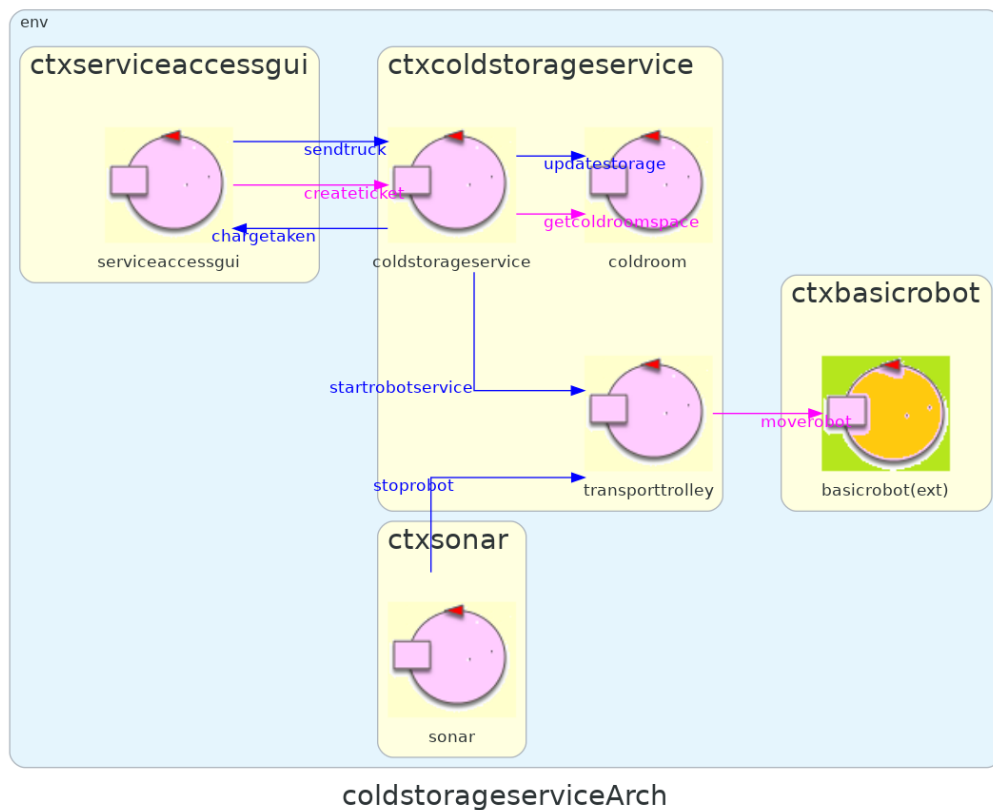 env
ctxserviceaccessgui
ctxcoldstorageservice
sendtruck
updatestorage
createticket
getcoldroomspace
chargetaken
serviceaccessgui
coldstorageservice
coldroom
ctxbasicrobot
startrobotservice
moverobot
stoprobot
transporttrolley
basicrobot(ext)
ctxsonar
sonar
coldstorageserviceArch